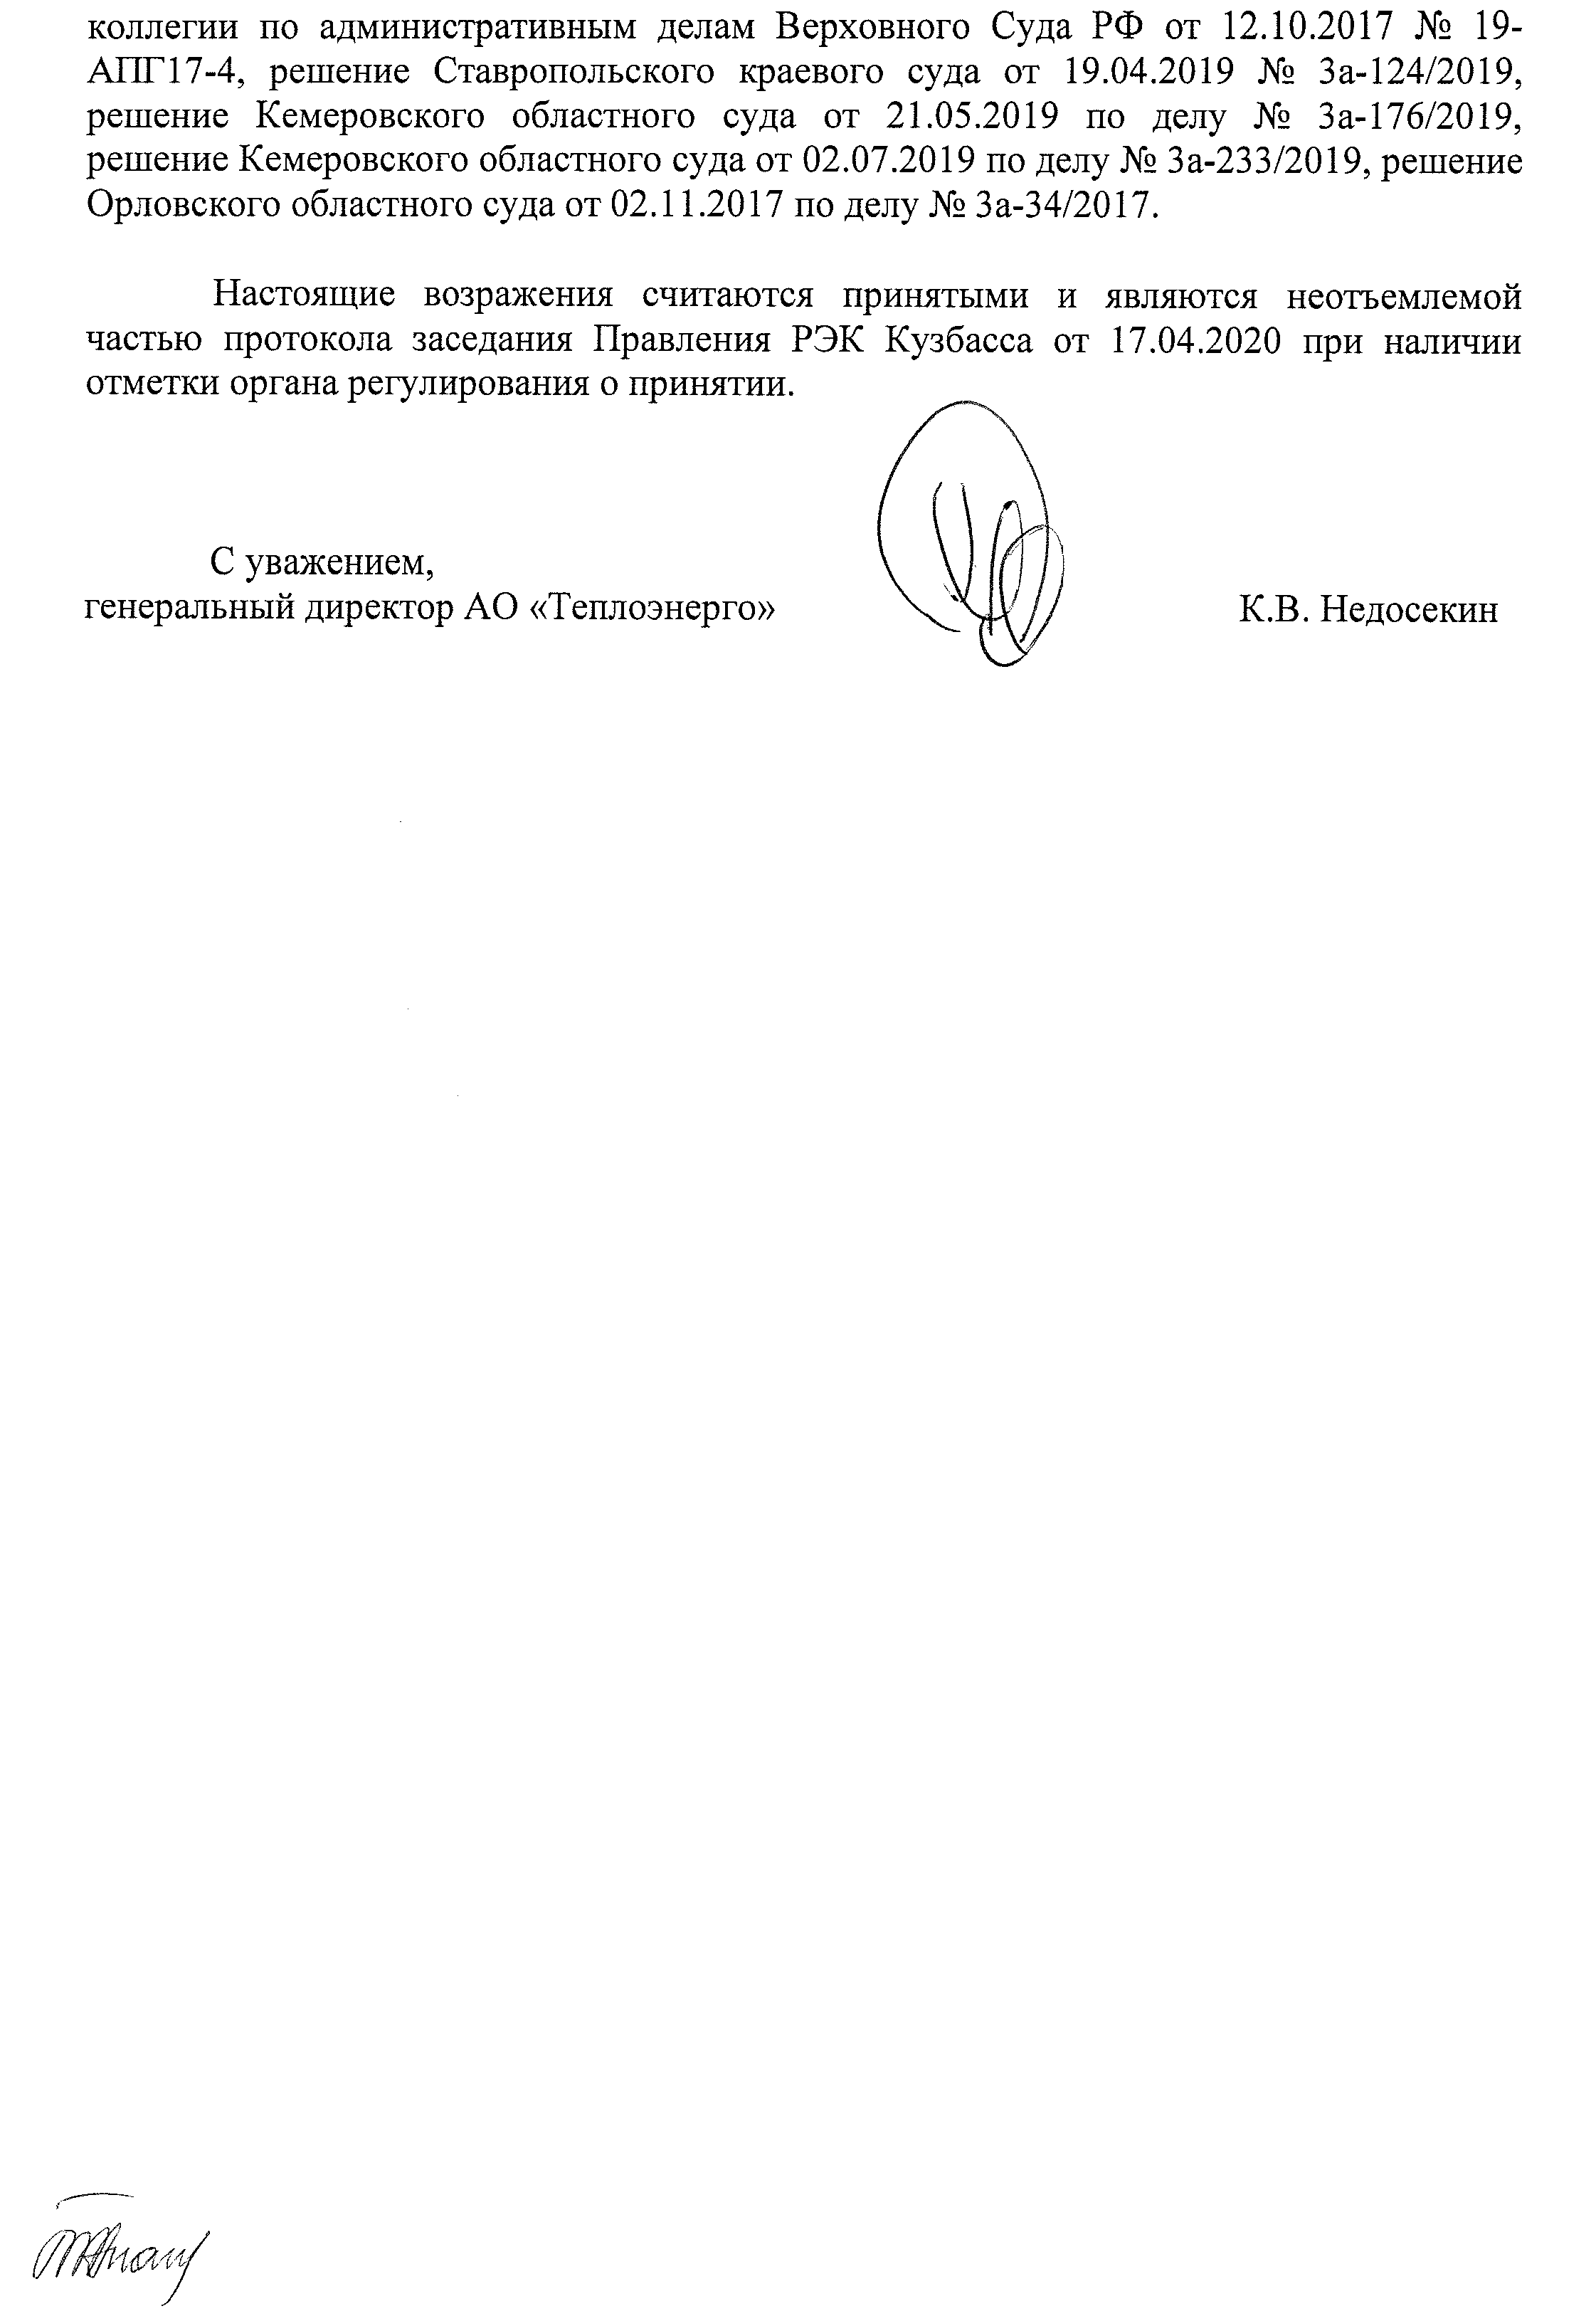 коллегии по административным делам Верховного Суда РФ от 12.10.2017 № 19-
АПГ17-4, решение Ставропольского краевого суда от 19.04.2019 № 3а-124/2019,
решение Кемеровского областного суда от 21.05.2019 по делу № 3а-176/2019,
решение Кемеровского областного суда от 02.07.2019 по делу № 3а-233/2019, решение
Орловского областного суда от 02.11.2017 по делу № 3а-34/2017.
Настоящие возражения считаются принятыми и являются неотъемлемой
частью протокола заседания Правления РЭК Кузбасса от 17.04.2020 при наличии
отметки органа регулирования о принятии.
С уважением,
генеральный директор АО «Теплоэнерго» К.В. Недосекин